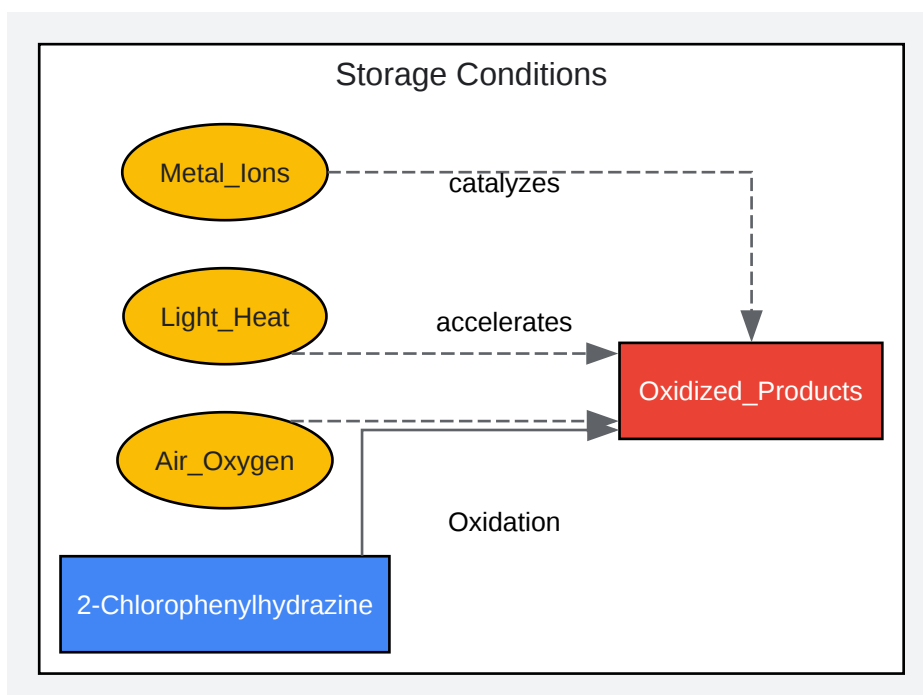 Storage Conditions
Metal_Ions
catalyzes
Light_Heat
accelerates
Oxidized_Products
Air_Oxygen
Oxidation
2-Chlorophenylhydrazine